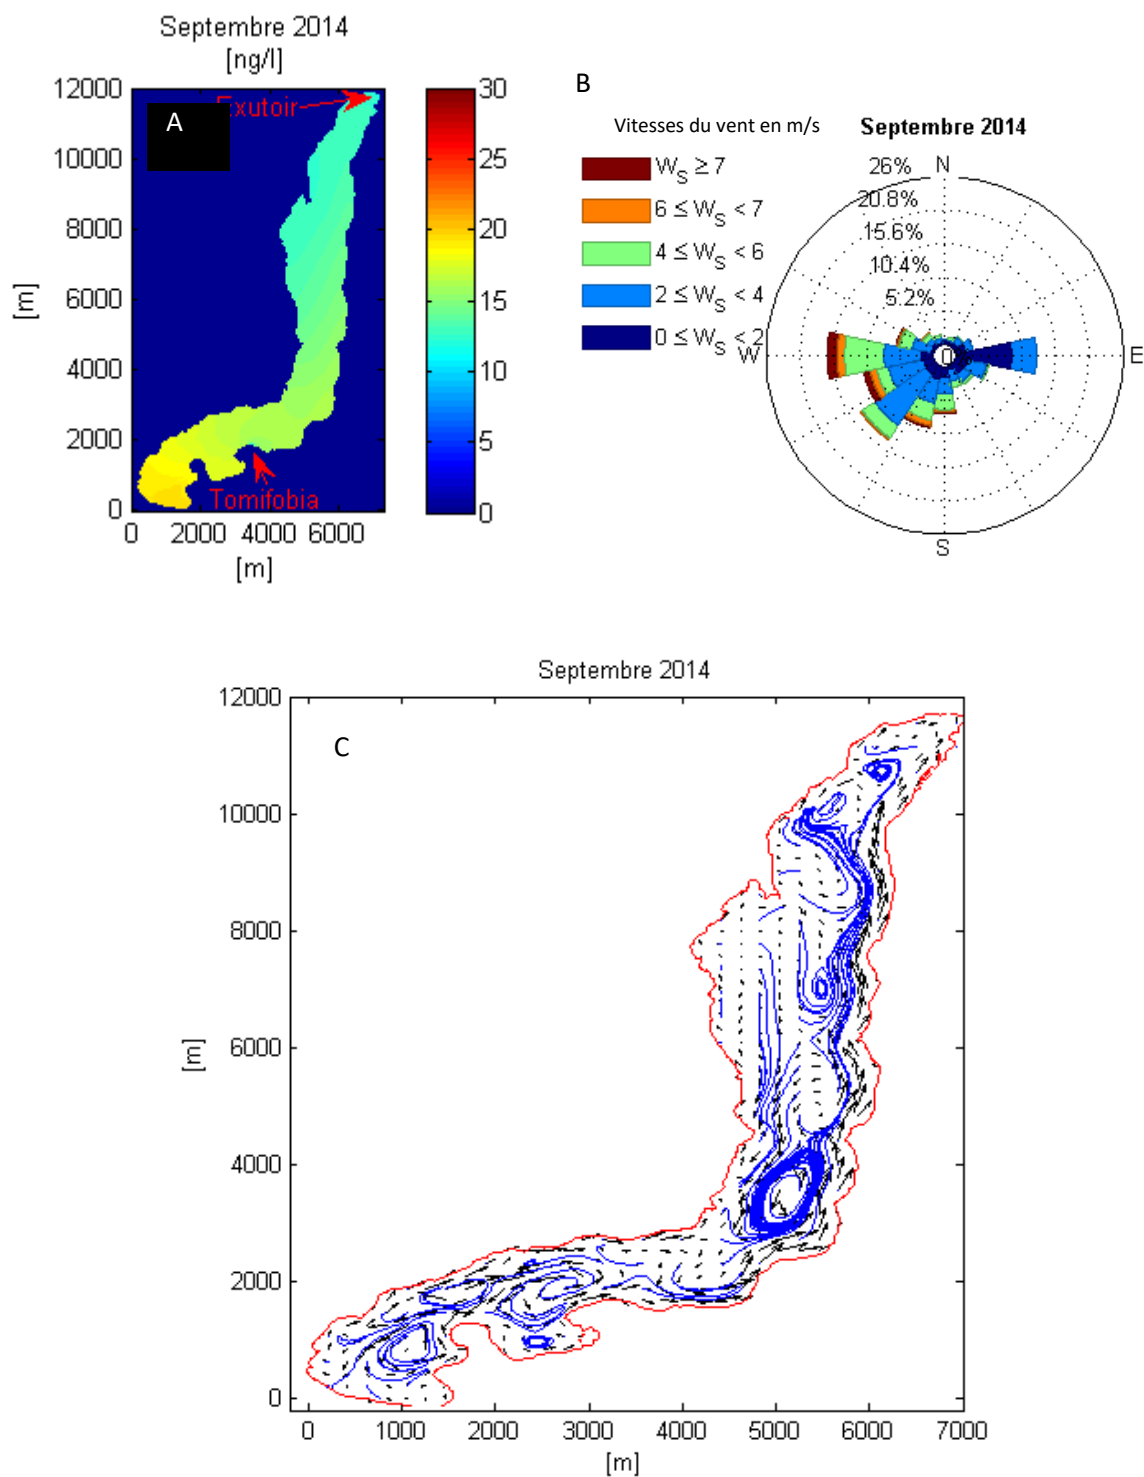 Septembre 2014
[ng/l]
A
Exutoir
Tomifobia
12000
10000
8000
6000
4000
2000
0
[m]
0 2000 4000 6000
[m]
30
25
20
15
10
5
0
B
Vitesses du vent en m/s
W_S ≥ 7
6 ≤ W_S < 7
4 ≤ W_S < 6
2 ≤ W_S < 4
0 ≤ W_S < 2
Septembre 2014
N
26%
20.8%
15.6%
10.4%
5.2%
W
0
E
S
Septembre 2014
C
12000
10000
8000
6000
4000
2000
0
[m]
0 1000 2000 3000 4000 5000 6000 7000
[m]